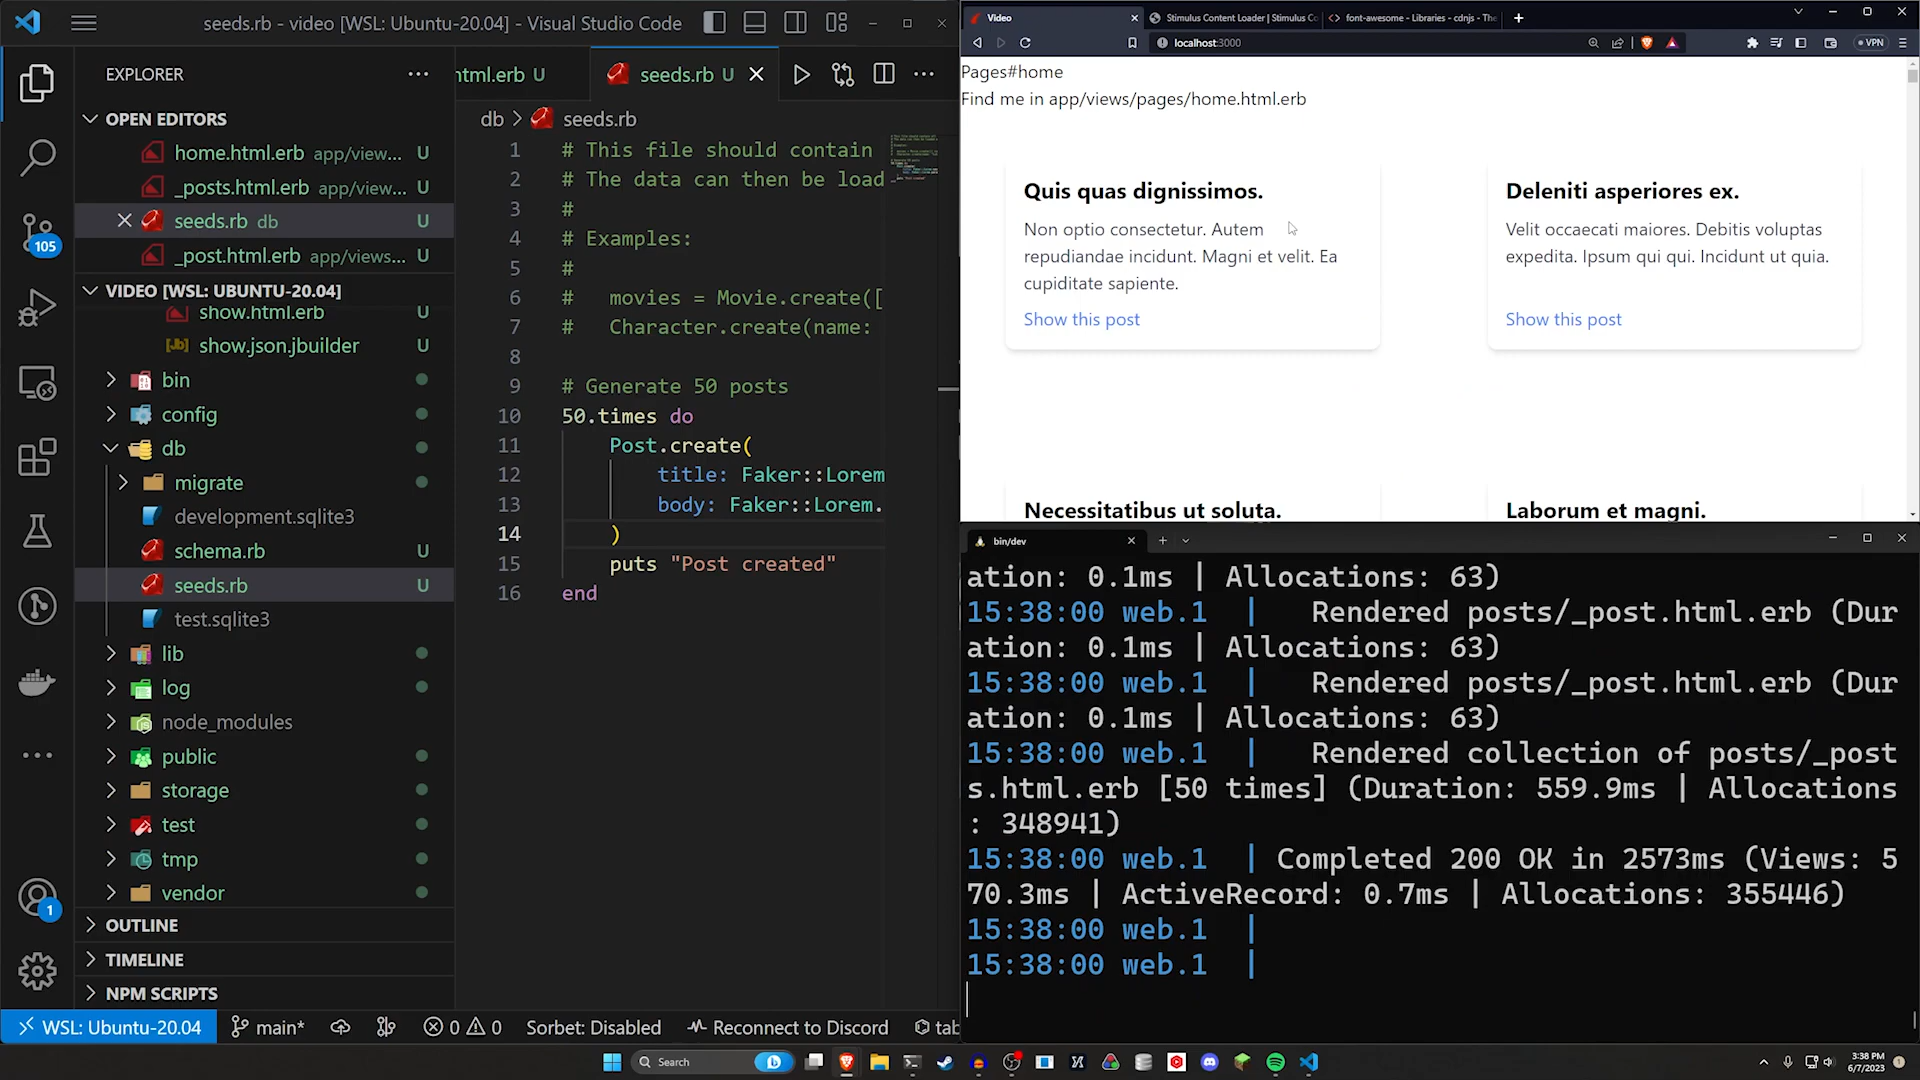 seeds.rb - video [WSL: Ubuntu-20.04] - Visual Studio Code
EXPLORER
OPEN EDITORS
home.html.erb app/view... U
_posts.html.erb app/view... U
seeds.rb db U
_post.html.erb app/views... U
VIDEO [WSL: UBUNTU-20.04]
show.html.erb U
show.json.jbuilder U
bin
config
db
migrate
development.sqlite3
schema.rb U
seeds.rb U
test.sqlite3
lib
log
node_modules
public
storage
test
tmp
vendor
OUTLINE
TIMELINE
NPM SCRIPTS
105
1
html.erb U
seeds.rb U
db > seeds.rb
1 # This file should contain
2 # The data can then be load
3 #
4 # Examples:
5 #
6 #   movies = Movie.create([
7 #   Character.create(name:
8
9 # Generate 50 posts
10 50.times do
11     Post.create(
12         title: Faker::Lorem
13         body: Faker::Lorem.
14     )
15     puts "Post created"
16 end
WSL: Ubuntu-20.04 main* 0 0 Sorbet: Disabled Reconnect to Discord tab
Video
Stimulus Content Loader | Stimulus Co
font-awesome - Libraries - cdnjs - The
localhost:3000
VPN
Pages#home
Find me in app/views/pages/home.html.erb
Quis quas dignissimos.
Non optio consectetur. Autem
repudiandae incidunt. Magni et velit. Ea
cupiditate sapiente.
Show this post
Deleniti asperiores ex.
Velit occaecati maiores. Debitis voluptas
expedita. Ipsum qui qui. Incidunt ut quia.
Show this post
Necessitatibus ut soluta.
Laborum et magni.
bin/dev
ation: 0.1ms | Allocations: 63)
15:38:00 web.1  |   Rendered posts/_post.html.erb (Dur
ation: 0.1ms | Allocations: 63)
15:38:00 web.1  |   Rendered posts/_post.html.erb (Dur
ation: 0.1ms | Allocations: 63)
15:38:00 web.1  |   Rendered collection of posts/_post
s.html.erb [50 times] (Duration: 559.9ms | Allocations
: 348941)
15:38:00 web.1  | Completed 200 OK in 2573ms (Views: 5
70.3ms | ActiveRecord: 0.7ms | Allocations: 355446)
15:38:00 web.1  |
15:38:00 web.1  |
Search
3:38 PM
6/7/2023